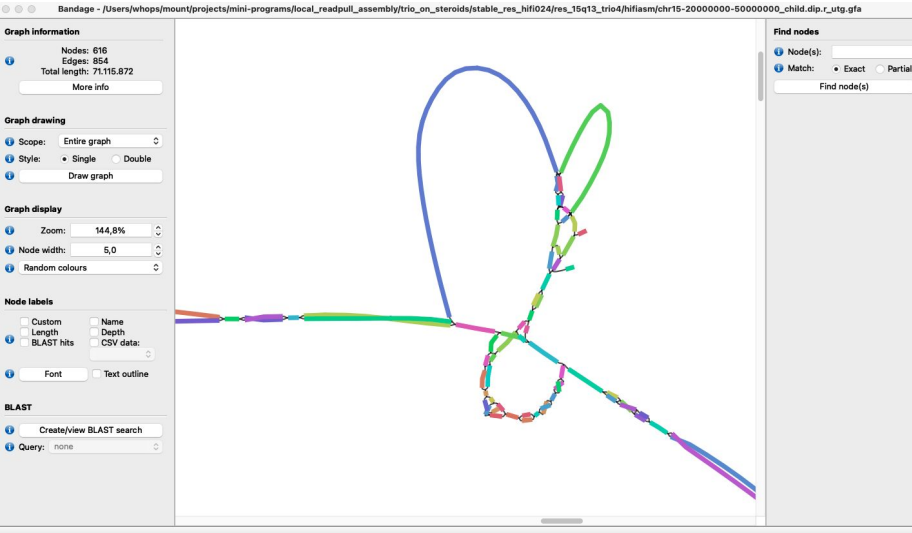 Bandage - /Users/whops/mount/projects/mini-programs/local_readpull_assembly/trio_on_steroids/stable_res_hifi024/res_15q13_trio4/hifiasm/chr15-20000000-50000000_child.dip.r_utg.gfa
Graph information
Nodes: 616
Edges: 854
Total length: 71.115.872
More info
Graph drawing
Scope: Entire graph
Style: Single Double
Draw graph
Graph display
Zoom: 144,8%
Node width: 5,0
Random colours
Node labels
Custom Name
Length Depth
BLAST hits CSV data:
Font Text outline
BLAST
Create/view BLAST search
Query: none
Find nodes
Node(s):
Match: Exact Partial
Find node(s)